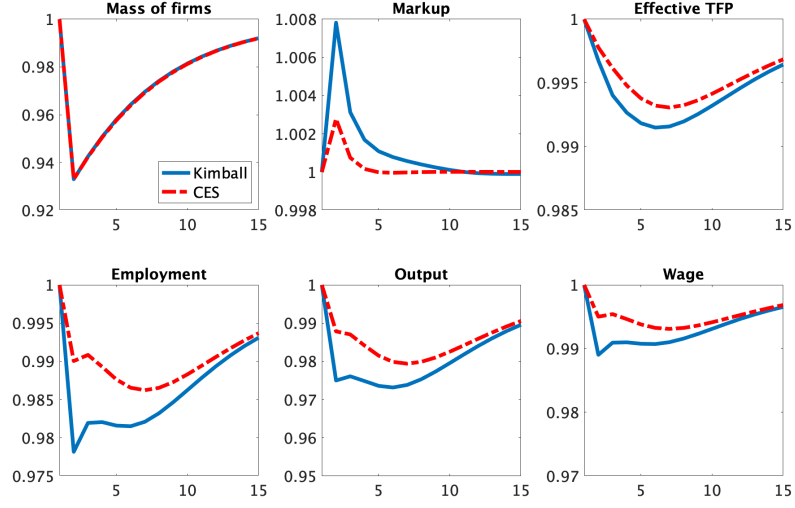 Mass of firms
1
0.98
0.96
0.94
0.92
5 10 15
Kimball
CES
Markup
1.008
1.006
1.004
1.002
1
0.998
5 10 15
Effective TFP
1
0.995
0.99
0.985
5 10 15
Employment
1
0.995
0.99
0.985
0.98
0.975
5 10 15
Output
1
0.99
0.98
0.97
0.96
0.95
5 10 15
Wage
1
0.99
0.98
0.97
5 10 15